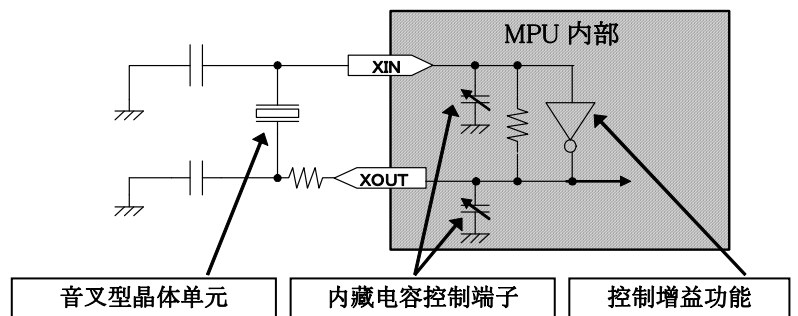 MPU 内部
XIN
XOUT
音叉型晶体单元
内藏电容控制端子
控制增益功能